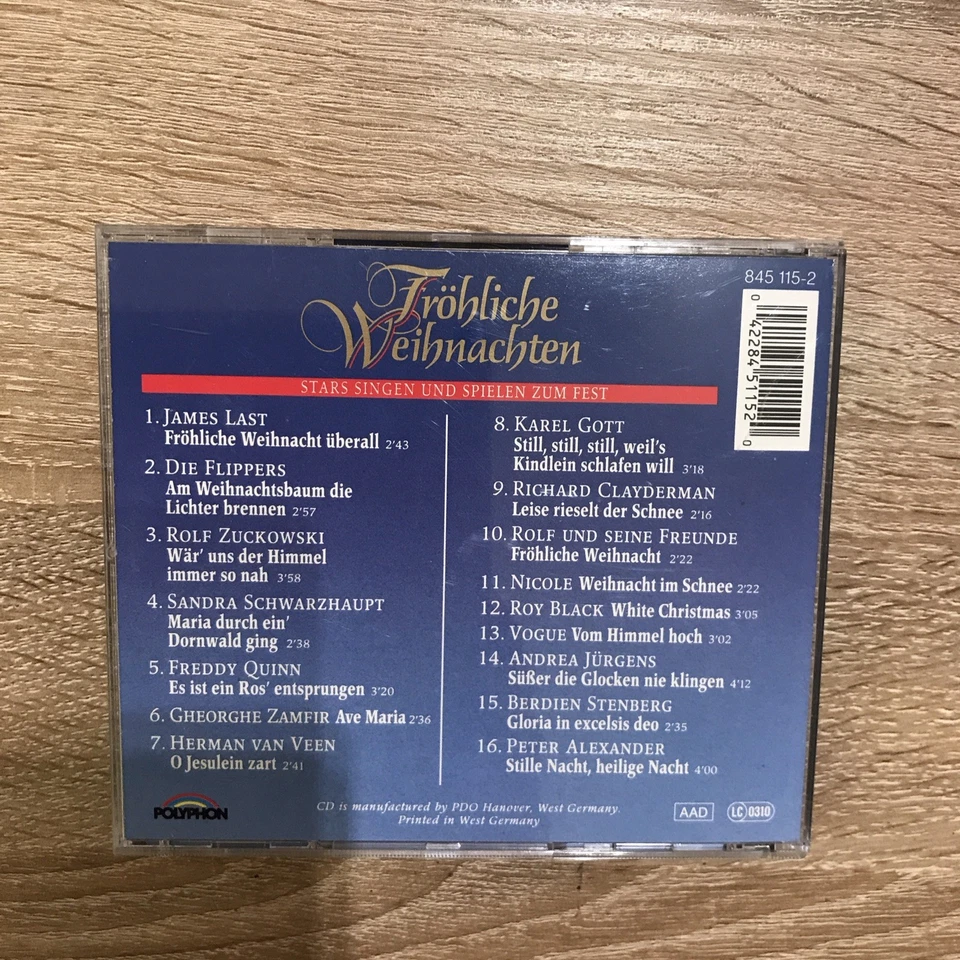 845 115-2
Fröhliche
Weihnachten
STARS SINGEN UND SPIELEN ZUM FEST
0 42284 51152 0
1. JAMES LAST
Fröhliche Weihnacht überall 2'43
2. DIE FLIPPERS
Am Weihnachtsbaum die
Lichter brennen 2'57
3. ROLF ZUCKOWSKI
Wär' uns der Himmel
immer so nah 3'58
4. SANDRA SCHWARZHAUPT
Maria durch ein'
Dornwald ging 2'38
5. FREDDY QUINN
Es ist ein Ros' entsprungen 3'20
6. GHEORGHE ZAMFIR Ave Maria 2'36
7. HERMAN VAN VEEN
O Jesulein zart 2'41
8. KAREL GOTT
Still, still, still, weil's
Kindlein schlafen will 3'18
9. RICHARD CLAYDERMAN
Leise rieselt der Schnee 2'16
10. ROLF UND SEINE FREUNDE
Fröhliche Weihnacht 2'22
11. NICOLE Weihnacht im Schnee 2'22
12. ROY BLACK White Christmas 3'05
13. VOGUE Vom Himmel hoch 3'02
14. ANDREA JÜRGENS
Süßer die Glocken nie klingen 4'12
15. BERDIEN STENBERG
Gloria in excelsis deo 2'35
16. PETER ALEXANDER
Stille Nacht, heilige Nacht 4'00
POLYPHON
CD is manufactured by PDO Hanover, West Germany.
Printed in West Germany
AAD
LC 0310